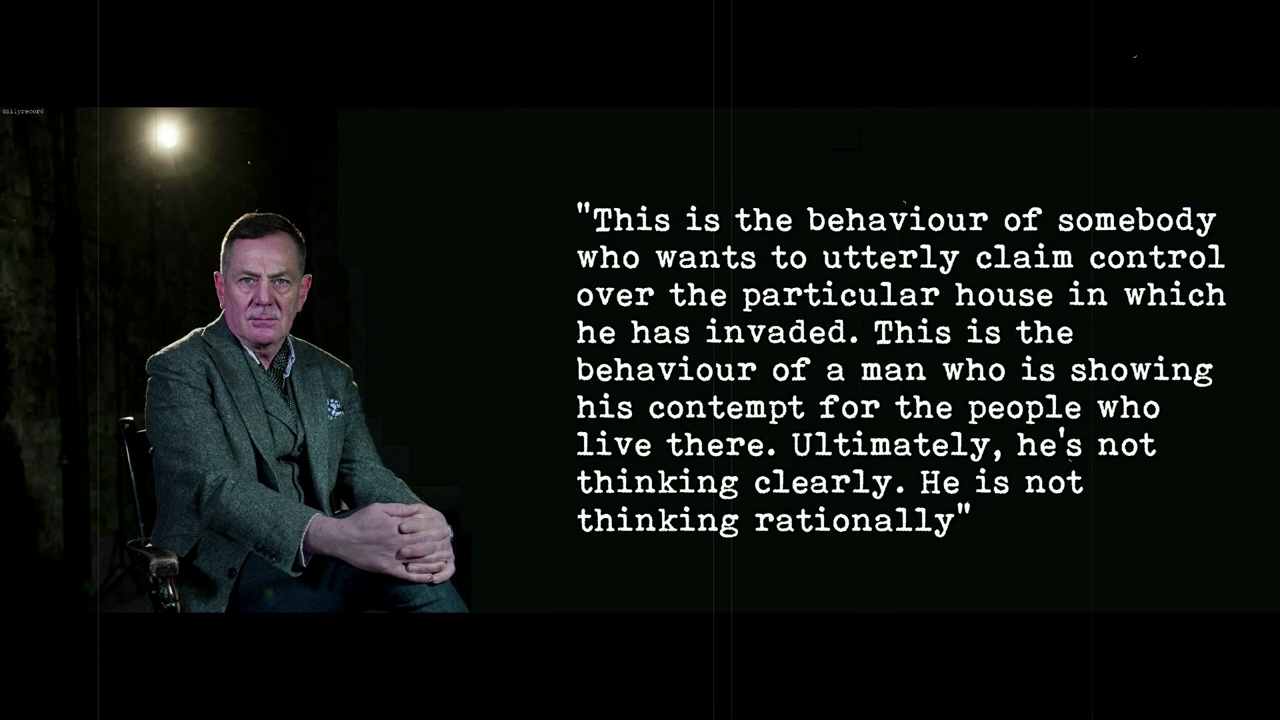 dailyrecord
"This is the behaviour of somebody
who wants to utterly claim control
over the particular house in which
he has invaded. This is the
behaviour of a man who is showing
his contempt for the people who
live there. Ultimately, he's not
thinking clearly. He is not
thinking rationally"